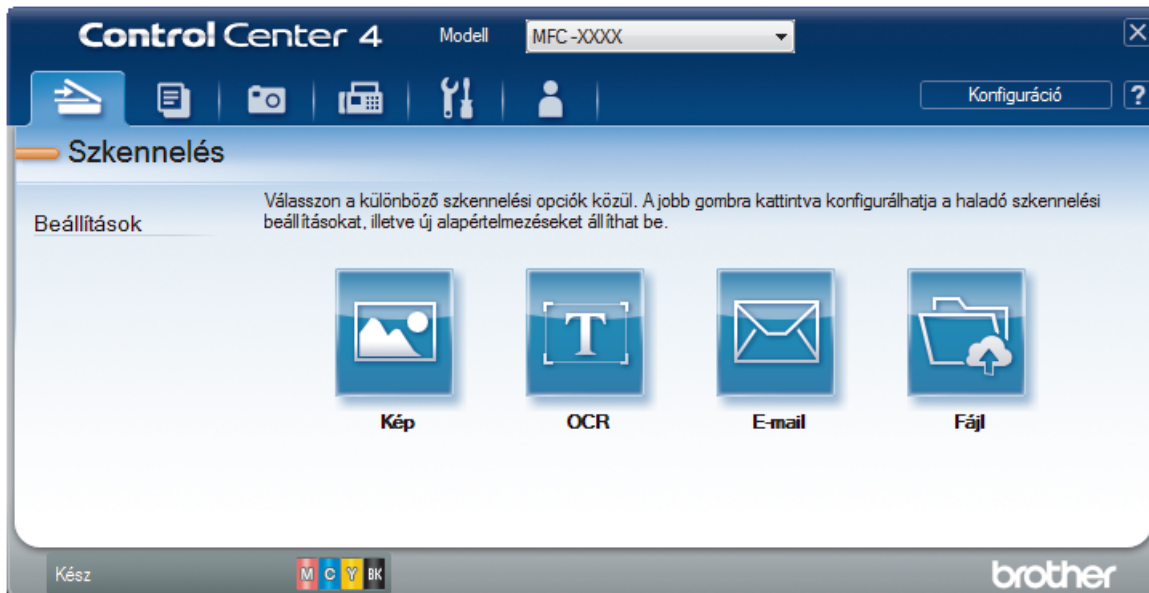 Control Center 4 Modell MFC-XXXX
Konfiguráció ?
Szkennelés
Beállítások
Válasszon a különböző szkennelési opciók közül. A jobb gombra kattintva konfigurálhatja a haladó szkennelési
beállításokat, illetve új alapértelmezéseket állíthat be.
T
Kép OCR E-mail Fájl
Kész M C Y BK brother